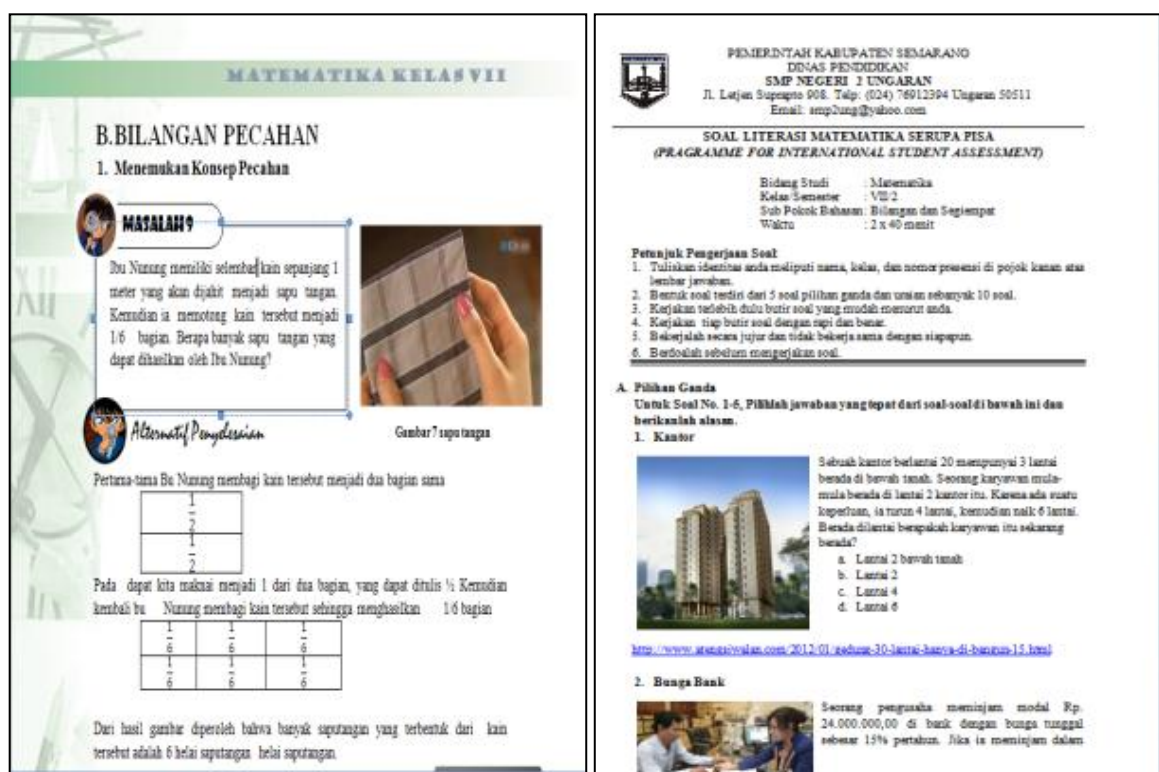 MATEMATIKA KELAS VII
B.BILANGAN PECAHAN
1. Menemukan Konsep Pecahan
MASALAH 9
Ibu Nunung memiliki selembar kain sepanjang 1
meter yang akan dijahit menjadi sapu tangan.
Kemudian ia memotong kain tersebut menjadi
1/6 bagian. Berapa banyak sapu tangan yang
dapat dihasilkan oleh Ibu Nunung?
Alternatif Penyelesaian
Gambar 7 sapu tangan
Pertama-tama Bu Nunung membagi kain tersebut menjadi dua bagian sama
1/2
1/2
Pada dapat kita maknai menjadi 1 dari dua bagian, yang dapat ditulis ½ Kemudian
kembali bu Nunung membagi kain tersebut sehingga menghasilkan 1/6 bagian
1/6 1/6 1/6
1/6 1/6 1/6
Dari hasil gambar diperoleh bahwa banyak saputangan yang terbentuk dari kain
tersebut adalah 6 helai saputangan helai saputangan.
PEMERINTAH KABUPATEN SEMARANG
DINAS PENDIDIKAN
SMP NEGERI 2 UNGARAN
Jl. Letjen Suprapto 908. Telp: (024) 76912394 Ungaran 50511
Email: smp2ung@yahoo.com
SOAL LITERASI MATEMATIKA SERUPA PISA
(PRAGRAMME FOR INTERNATIONAL STUDENT ASSESSMENT)
Bidang Studi : Matematika
Kelas/Semester : VII/2
Sub Pokok Bahasan: Bilangan dan Segiempat
Waktu : 2 x 40 menit
Petunjuk Pengerjaan Soal:
1. Tuliskan identitas anda meliputi nama, kelas, dan nomor presensi di pojok kanan atas
lembar jawaban.
2. Bentuk soal terdiri dari 5 soal pilihan ganda dan uraian sebanyak 10 soal.
3. Kerjakan terlebih dulu butir soal yang mudah menurut anda.
4. Kerjakan tiap butir soal dengan rapi dan benar.
5. Bekerjalah secara jujur dan tidak bekerja sama dengan siapapun.
6. Berdoalah sebelum mengerjakan soal.
A. Pilihan Ganda
Untuk Soal No. 1-6, Pilihlah jawaban yang tepat dari soal-soal di bawah ini dan
berikanlah alasan.
1. Kantor
Sebuah kantor berlantai 20 mempunyai 3 lantai
berada di bawah tanah. Seorang karyawan mula-
mula berada di lantai 2 kantor itu. Karena ada suatu
keperluan, ia turun 4 lantai, kemudian naik 6 lantai.
Berada dilantai berapakah karyawan itu sekarang
berada?
a. Lantai 2 bawah tanah
b. Lantai 2
c. Lantai 4
d. Lantai 6
2. Bunga Bank
Seorang pengusaha meminjam modal Rp.
24.000.000,00 di bank dengan bunga tunggal
sebesar 15% pertahun. Jika ia meminjam dalam